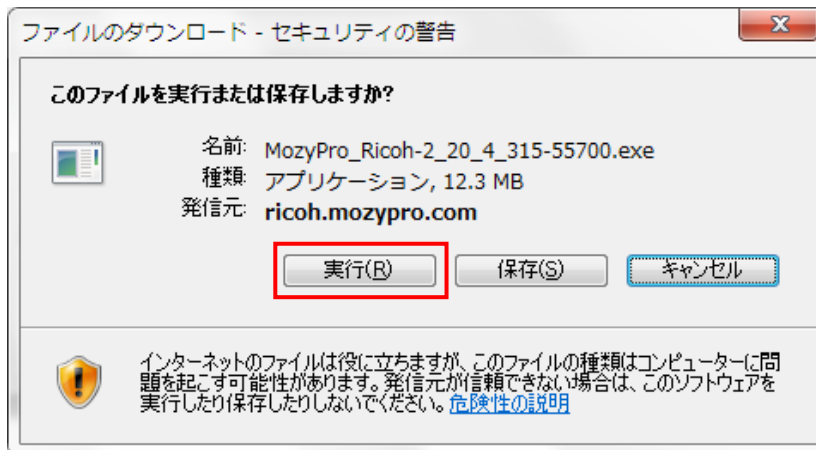 ファイルのダウンロード - セキュリティの警告
このファイルを実行または保存しますか?
名前: MozyPro_Ricoh-2_20_4_315-55700.exe
種類: アプリケーション, 12.3 MB
発信元: ricoh.mozypro.com
実行(R) 保存(S) キャンセル
インターネットのファイルは役に立ちますが、このファイルの種類はコンピューターに問
題を起こす可能性があります。発信元が信頼できない場合は、このソフトウェアを
実行したり保存したりしないでください。危険性の説明